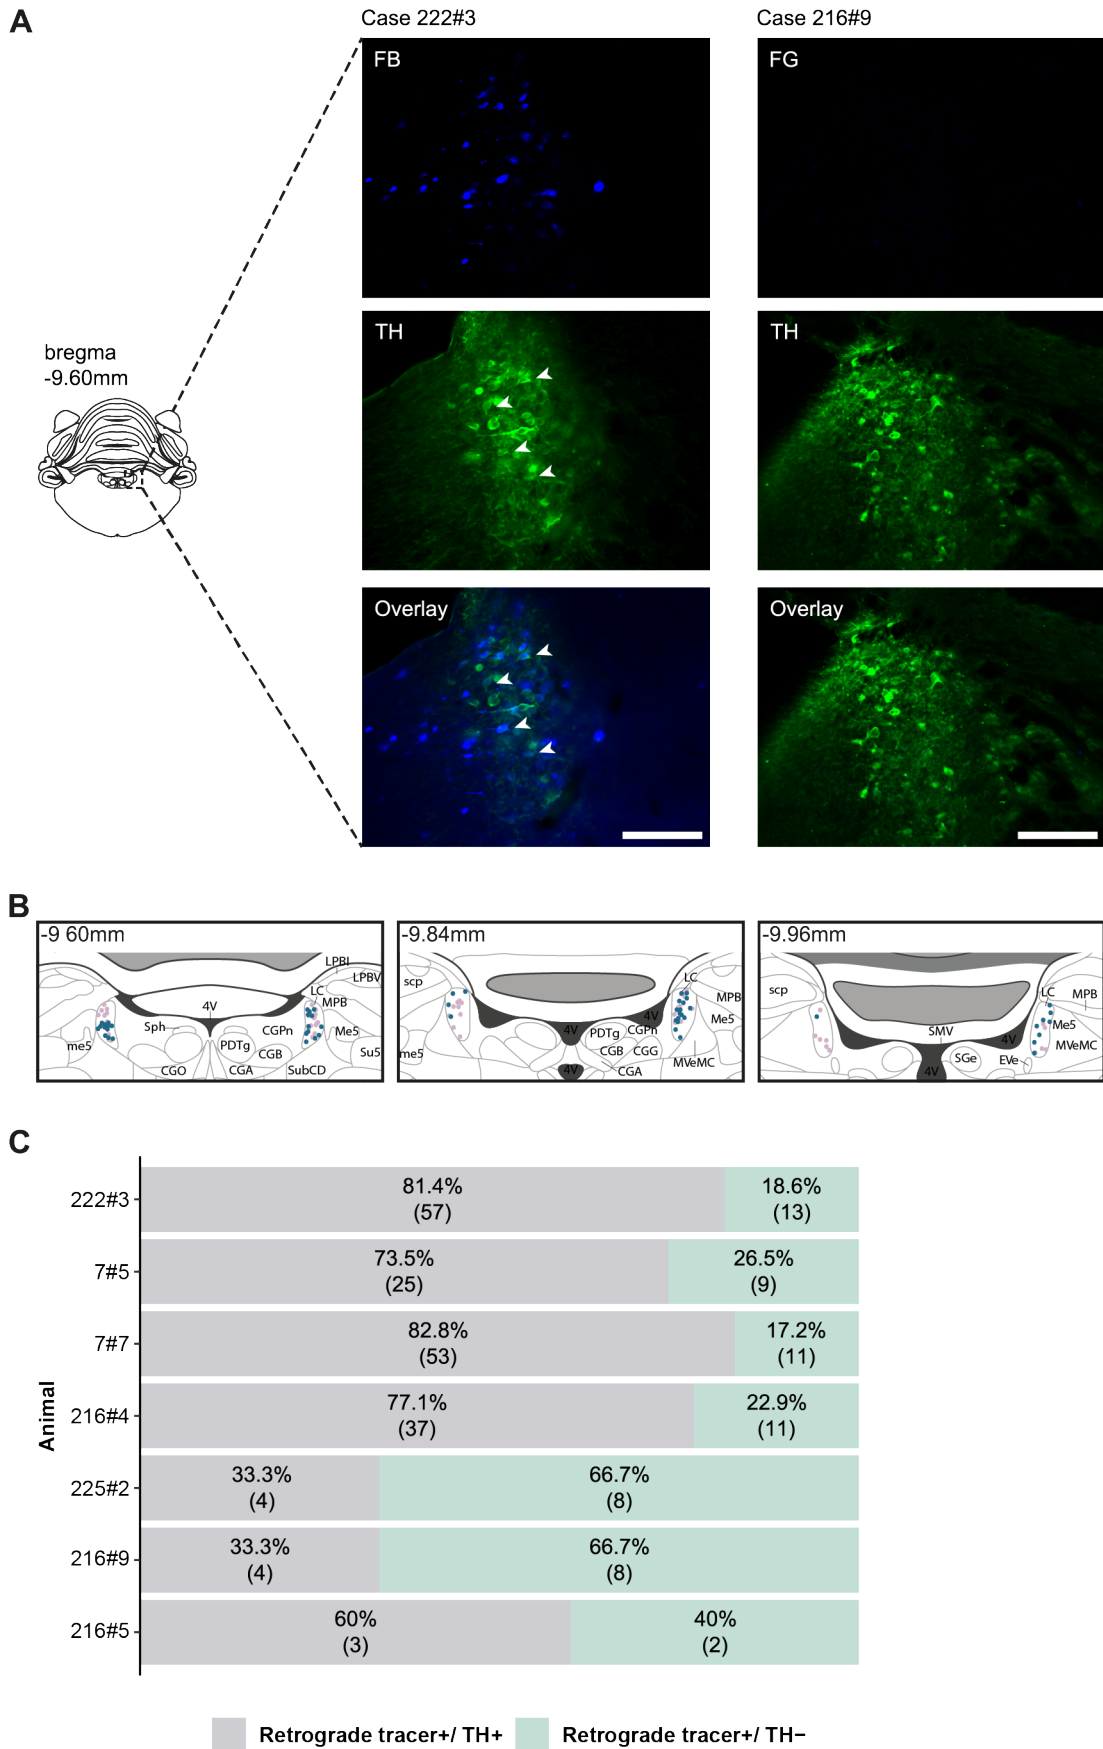 A
Case 222#3
Case 216#9
FB
FG
bregma
-9.60mm
TH
TH
Overlay
Overlay
B
-9 60mm
LPBI
LPBV
LC
MPB
4V
Sph
CGPn
Me5
me5
PDTg
CGB
Su5
CGO
CGA
SubCD
-9.84mm
scp
LC
MPB
4V
4V
PDTg
CGPn
Me5
me5
CGB
CGG
MVeMC
CGA
4V
-9.96mm
scp
LC
MPB
SMV
4V
Me5
MVeMC
SGe
EVe
4V
C
Animal
222#3
81.4%
(57)
18.6%
(13)
7#5
73.5%
(25)
26.5%
(9)
7#7
82.8%
(53)
17.2%
(11)
216#4
77.1%
(37)
22.9%
(11)
225#2
33.3%
(4)
66.7%
(8)
216#9
33.3%
(4)
66.7%
(8)
216#5
60%
(3)
40%
(2)
Retrograde tracer+/ TH+
Retrograde tracer+/ TH−